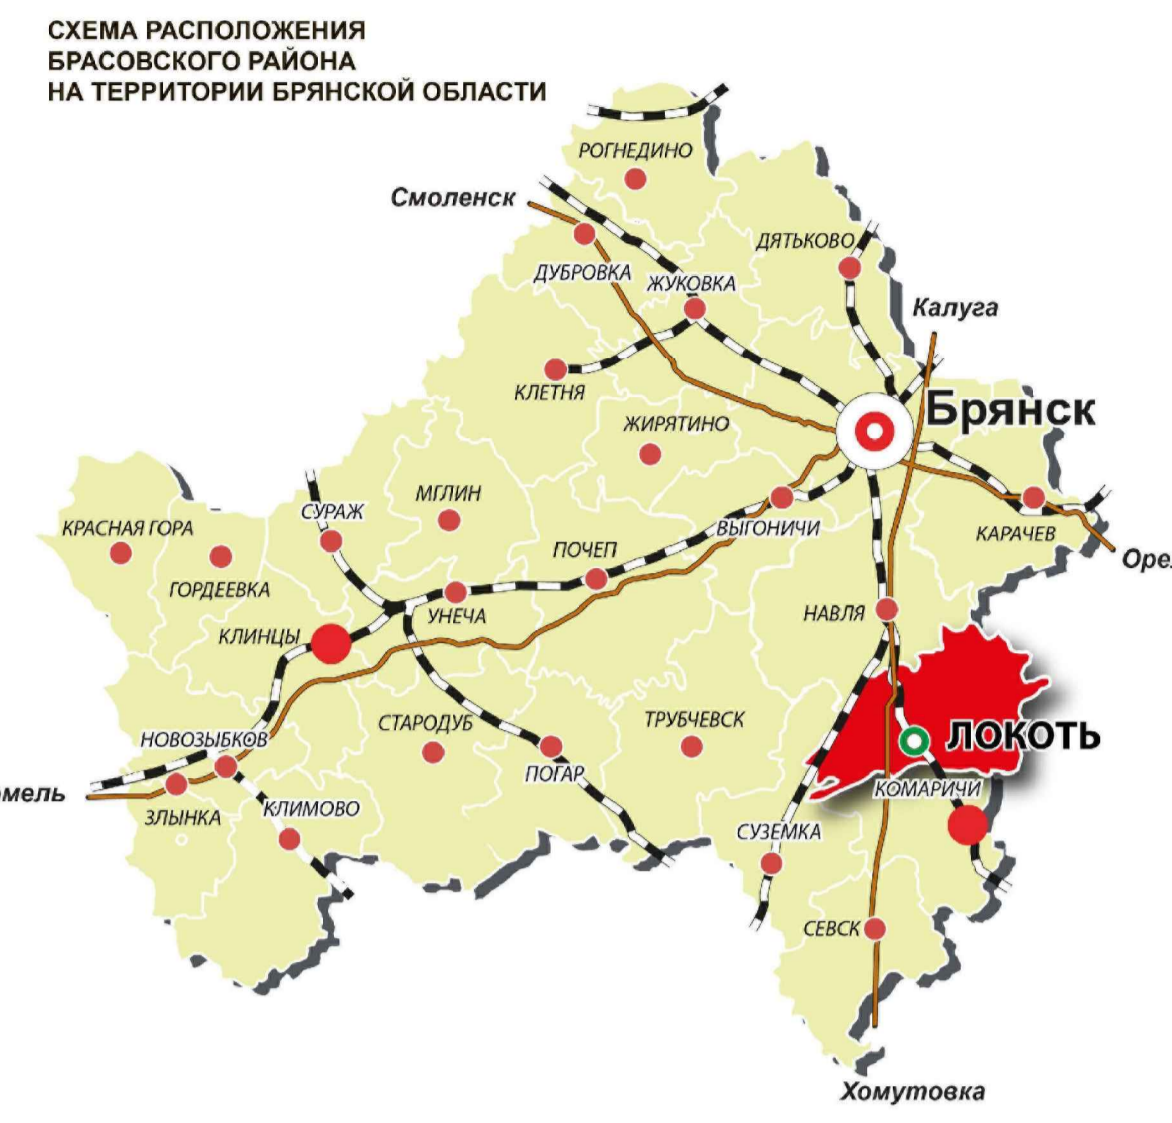 СХЕМА РАСПОЛОЖЕНИЯ
БРАСОВСКОГО РАЙОНА
НА ТЕРРИТОРИИ БРЯНСКОЙ ОБЛАСТИ
РОГНЕДИНО
Смоленск
ДЯТЬКОВО
ДУБРОВКА
ЖУКОВКА
Калуга
КЛЕТНЯ
Брянск
ЖИРЯТИНО
МГЛИН
СУРАЖ
КРАСНАЯ ГОРА
ВЫГОНИЧИ
КАРАЧЕВ
ПОЧЕП
Оре
ГОРДЕЕВКА
УНЕЧА
НАВЛЯ
КЛИНЦЫ
ТРУБЧЕВСК
СТАРОДУБ
ЛОКОТЬ
НОВОЗЫБКОВ
ПОГАР
КОМАРИЧИ
омель
КЛИМОВО
ЗЛЫНКА
СУЗЕМКА
СЕВСК
Хомутовка